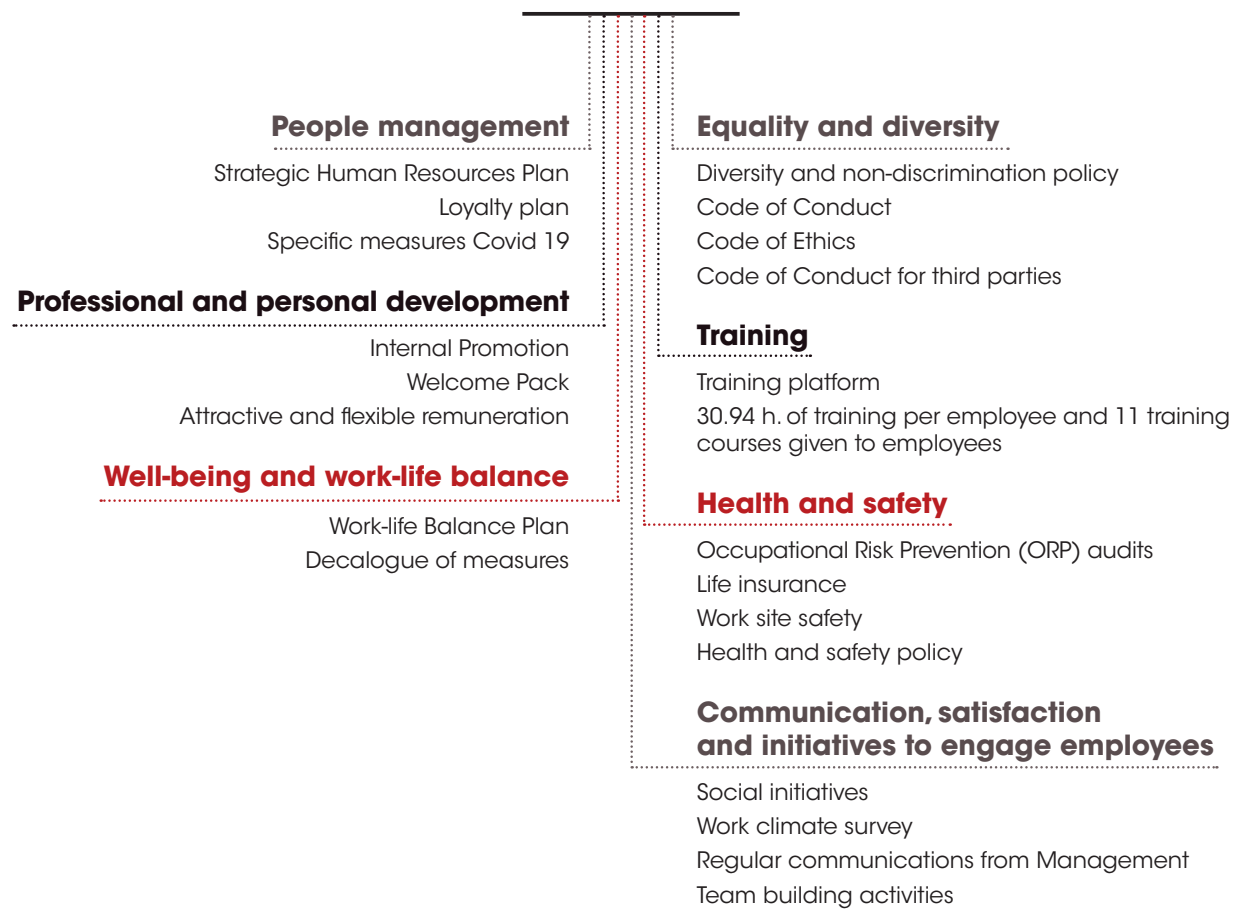 People management
Strategic Human Resources Plan
Loyalty plan
Specific measures Covid 19
Professional and personal development
Internal Promotion
Welcome Pack
Attractive and flexible remuneration
Well-being and work-life balance
Work-life Balance Plan
Decalogue of measures
Equality and diversity
Diversity and non-discrimination policy
Code of Conduct
Code of Ethics
Code of Conduct for third parties
Training
Training platform
30.94 h. of training per employee and 11 training
courses given to employees
Health and safety
Occupational Risk Prevention (ORP) audits
Life insurance
Work site safety
Health and safety policy
Communication, satisfaction
and initiatives to engage employees
Social initiatives
Work climate survey
Regular communications from Management
Team building activities